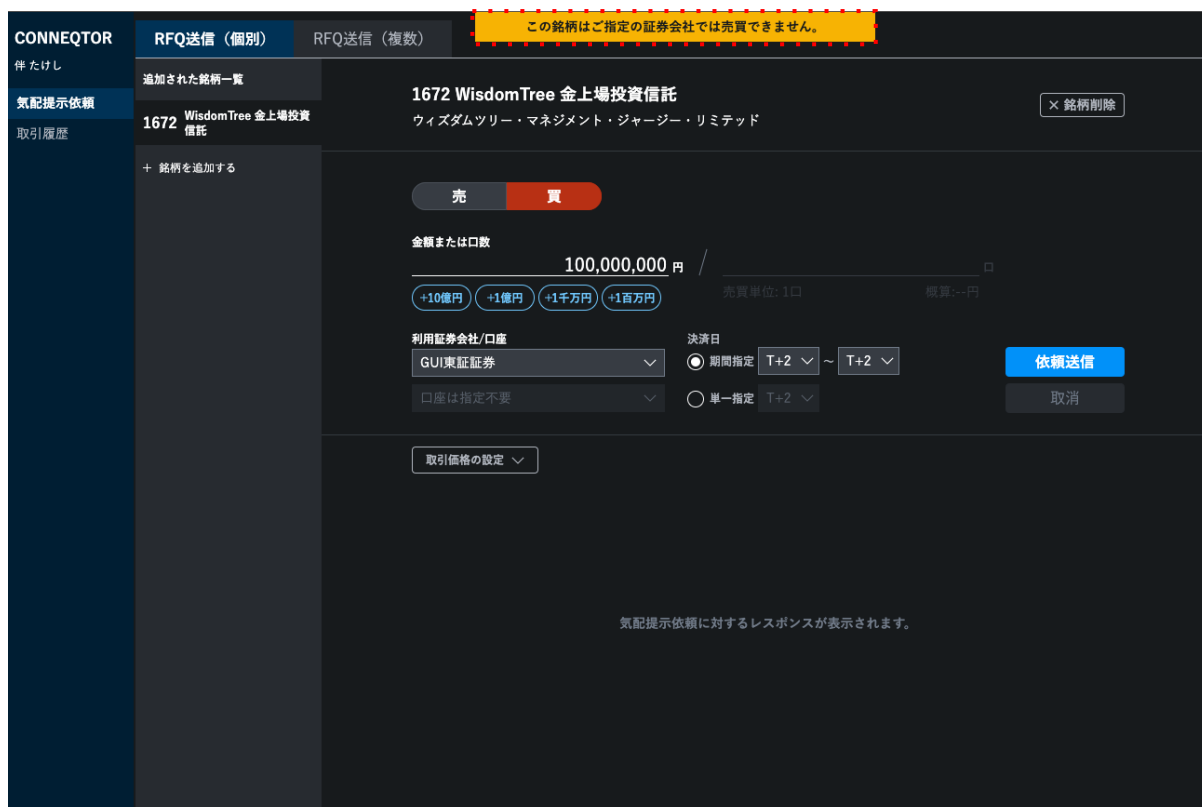 この銘柄はご指定の証券会社では売買できません。
CONNEQTOR
RFQ送信（個別）
RFQ送信（複数）
伴 たけし
気配提示依頼
取引履歴
追加された銘柄一覧
1672 WisdomTree 金上場投資
信託
＋ 銘柄を追加する
1672 WisdomTree 金上場投資信託
ウィズダムツリー・マネジメント・ジャージー・リミテッド
× 銘柄削除
売 買
金額または口数
100,000,000 円 / 口
+10億円 +1億円 +1千万円 +1百万円
売買単位: 1口 概算:--円
利用証券会社/口座
GUI東証証券
口座は指定不要
決済日
期間指定 T+2 ～ T+2
単一指定 T+2
依頼送信
取消
取引価格の設定
気配提示依頼に対するレスポンスが表示されます。